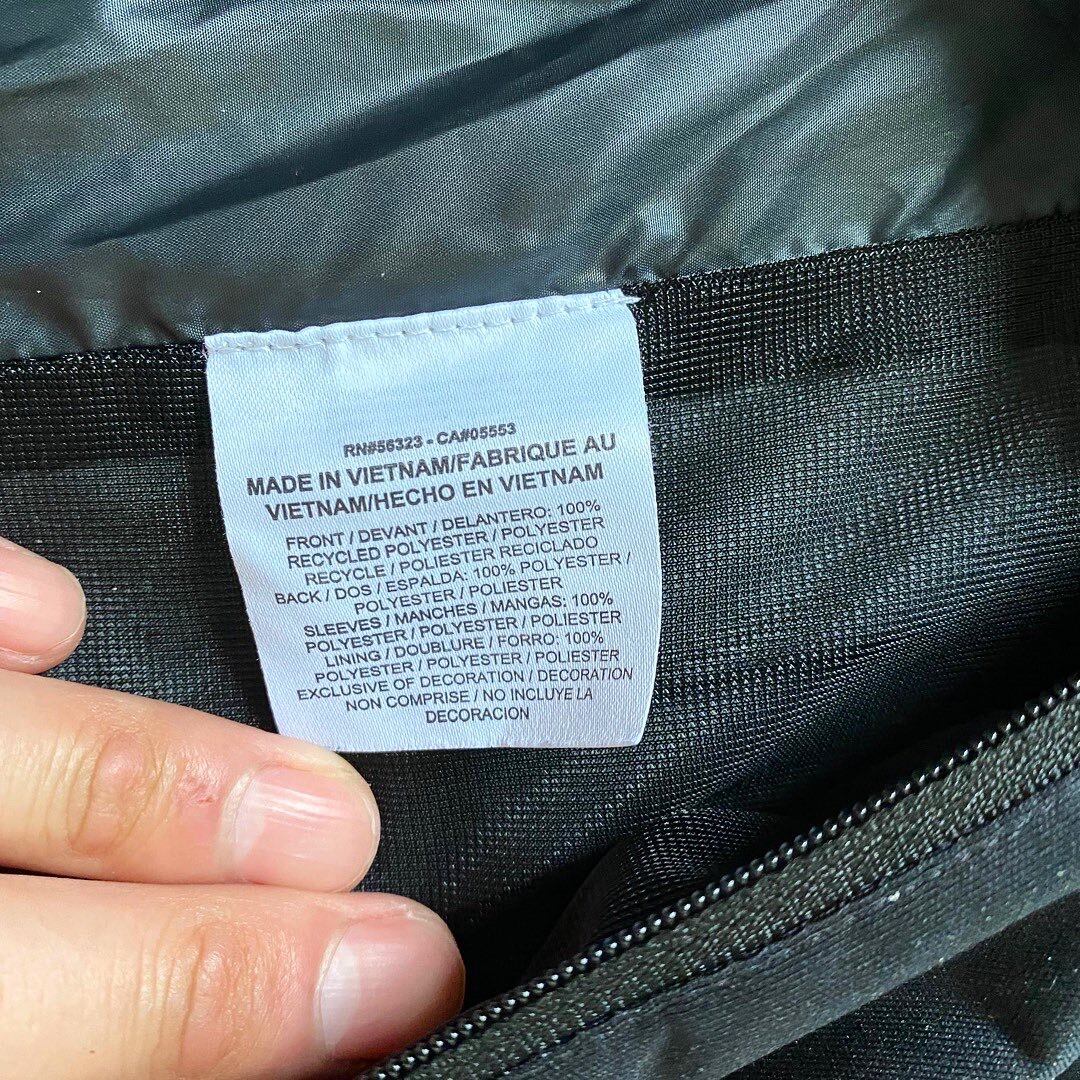 RN#56323 - CA#05553
MADE IN VIETNAM/FABRIQUE AU
VIETNAM/HECHO EN VIETNAM
FRONT / DEVANT / DELANTERO: 100%
RECYCLED POLYESTER / POLYESTER
RECYCLE / POLIESTER RECICLADO
BACK / DOS / ESPALDA: 100% POLYESTER /
POLYESTER / POLIESTER
SLEEVES / MANCHES / MANGAS: 100%
POLYESTER / POLYESTER / POLIESTER
LINING / DOUBLURE / FORRO: 100%
POLYESTER / POLYESTER / POLIESTER
EXCLUSIVE OF DECORATION / DECORATION
NON COMPRISE / NO INCLUYE LA
DECORACION